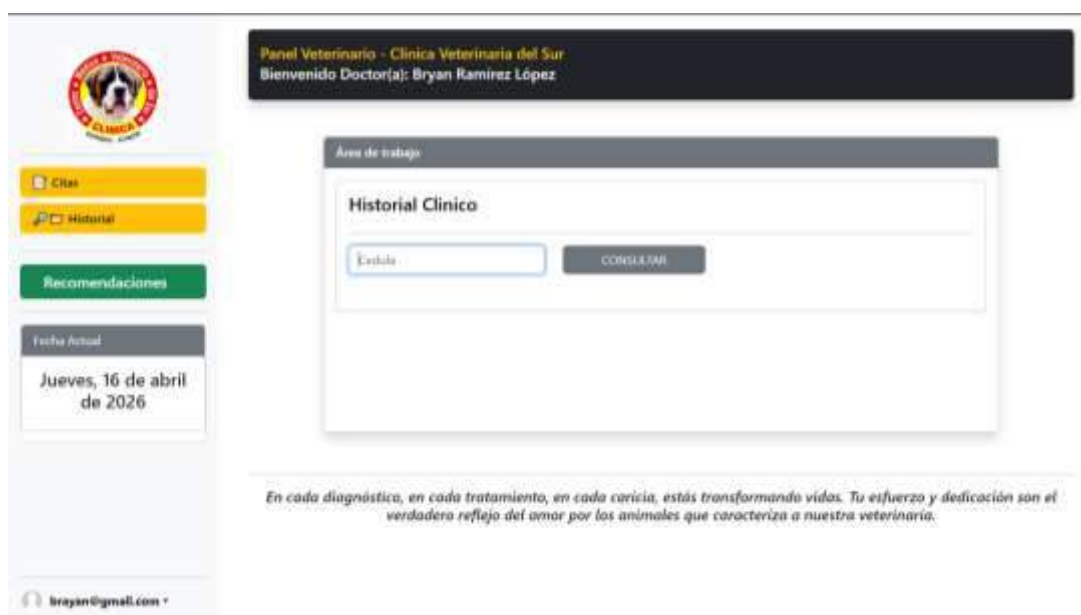 CLINICA
Citas
Historial
Recomendaciones
Fecha Actual
Jueves, 16 de abril
de 2026
brayan@gmail.com
Panel Veterinario - Clinica Veterinaria del Sur
Bienvenido Doctor(a): Bryan Ramírez López
Área de trabajo
Historial Clinico
Cedula
CONSULTAR
En cada diagnóstico, en cada tratamiento, en cada caricia, estás transformando vidas. Tu esfuerzo y dedicación son el
verdadero reflejo del amor por los animales que caracteriza a nuestra veterinaria.